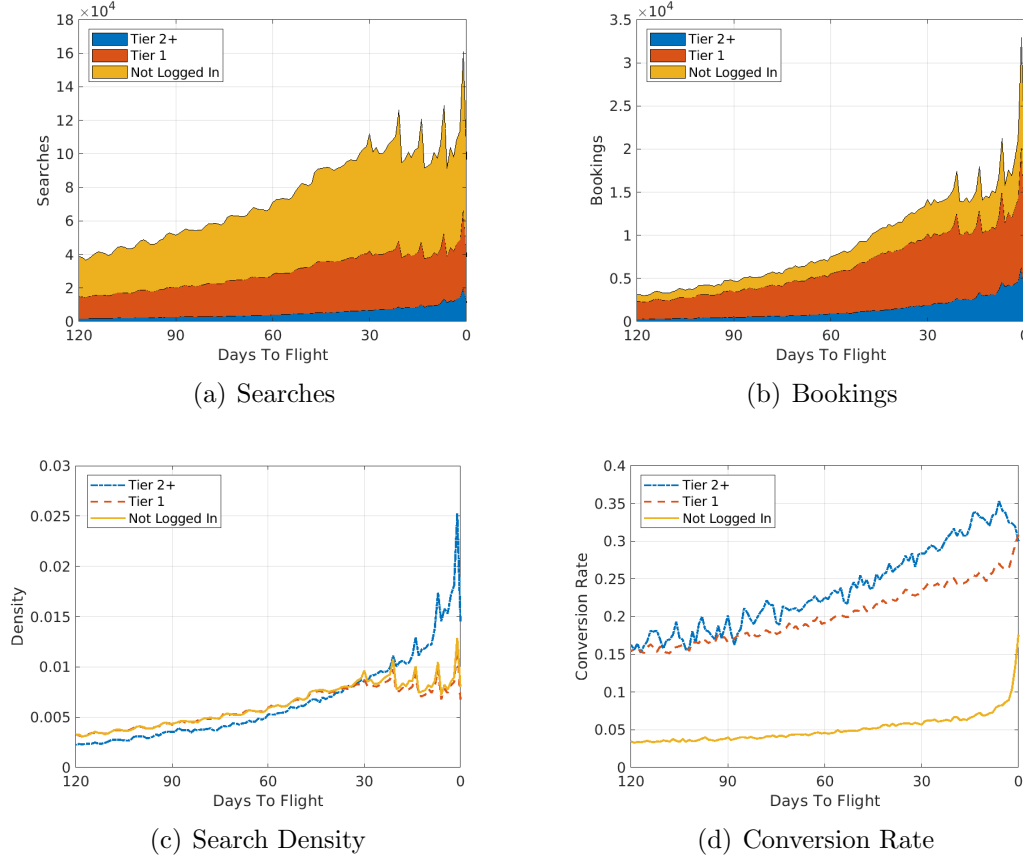 ×10^4
18
16
14
12
10
8
6
4
2
0
Searches
Tier 2+
Tier 1
Not Logged In
120
90
60
30
0
Days To Flight
(a) Searches
×10^4
3.5
3
2.5
2
1.5
1
0.5
0
Bookings
Tier 2+
Tier 1
Not Logged In
120
90
60
30
0
Days To Flight
(b) Bookings
0.03
0.025
0.02
0.015
0.01
0.005
0
Density
Tier 2+
Tier 1
Not Logged In
120
90
60
30
0
Days To Flight
(c) Search Density
0.4
0.35
0.3
0.25
0.2
0.15
0.1
0.05
0
Conversion Rate
Tier 2+
Tier 1
Not Logged In
120
90
60
30
0
Days To Flight
(d) Conversion Rate